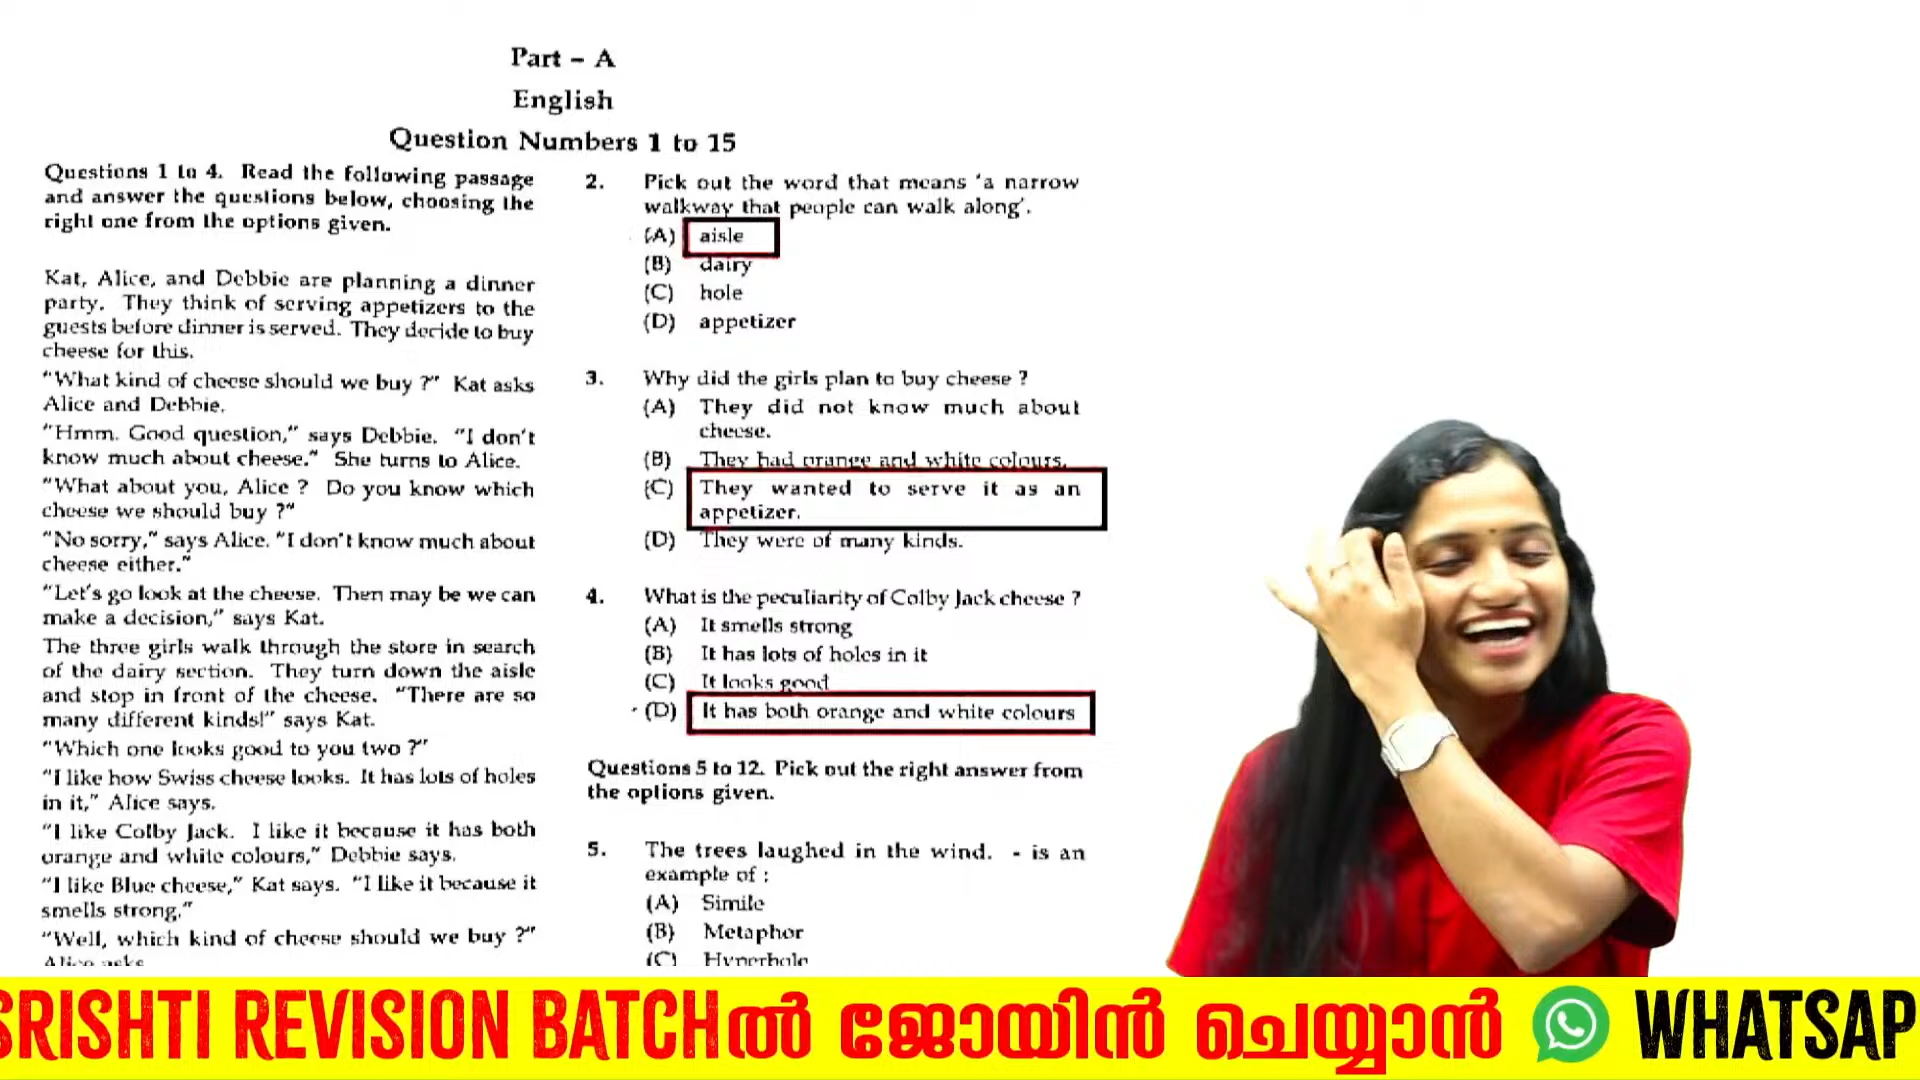 Part – A
English
Question Numbers 1 to 15
Questions 1 to 4. Read the following passage
and answer the questions below, choosing the
right one from the options given.
Kat, Alice, and Debbie are planning a dinner
party. They think of serving appetizers to the
guests before dinner is served. They decide to buy
cheese for this.
"What kind of cheese should we buy ?" Kat asks
Alice and Debbie.
"Hmm. Good question," says Debbie. "I don't
know much about cheese." She turns to Alice.
"What about you, Alice ? Do you know which
cheese we should buy ?"
"No sorry," says Alice. "I don't know much about
cheese either."
"Let's go look at the cheese. Then may be we can
make a decision," says Kat.
The three girls walk through the store in search
of the dairy section. They turn down the aisle
and stop in front of the cheese. "There are so
many different kinds!" says Kat.
"Which one looks good to you two ?"
"I like how Swiss cheese looks. It has lots of holes
in it," Alice says.
"I like Colby Jack. I like it because it has both
orange and white colours," Debbie says.
"I like Blue cheese," Kat says. "I like it because it
smells strong."
"Well, which kind of cheese should we buy ?"
Alice asks
2. Pick out the word that means 'a narrow
walkway that people can walk along'.
(A) aisle
(B) dairy
(C) hole
(D) appetizer
3. Why did the girls plan to buy cheese ?
(A) They did not know much about
cheese.
(B) They had orange and white colours.
(C) They wanted to serve it as an
appetizer.
(D) They were of many kinds.
4. What is the peculiarity of Colby Jack cheese ?
(A) It smells strong
(B) It has lots of holes in it
(C) It looks good
(D) It has both orange and white colours
Questions 5 to 12. Pick out the right answer from
the options given.
5. The trees laughed in the wind. - is an
example of :
(A) Simile
(B) Metaphor
(C) Hyperbole
SRISHTI REVISION BATCHൽ ജോയിൻ ചെയ്യാൻ WHATSAP